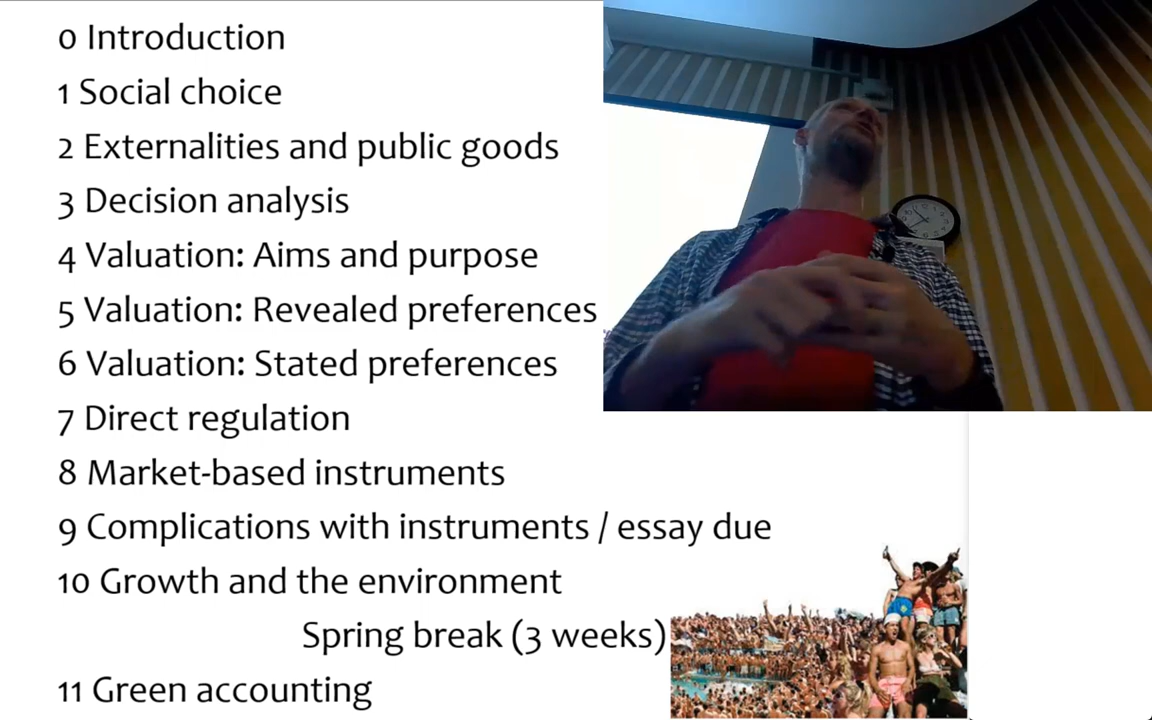 0 Introduction
1 Social choice
2 Externalities and public goods
3 Decision analysis
4 Valuation: Aims and purpose
5 Valuation: Revealed preferences
6 Valuation: Stated preferences
7 Direct regulation
8 Market-based instruments
9 Complications with instruments / essay due
10 Growth and the environment
Spring break (3 weeks)
11 Green accounting